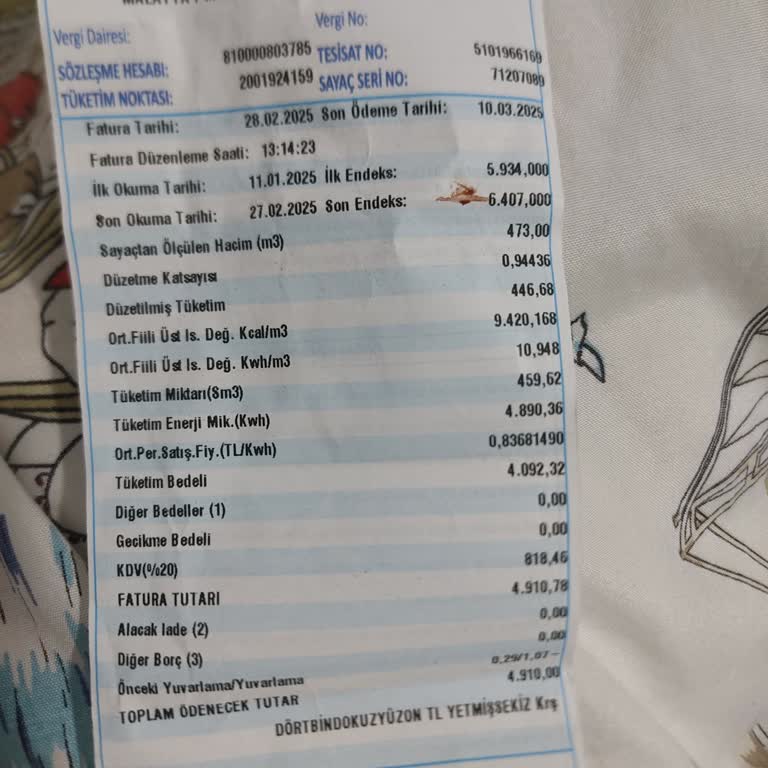 Vergi Dairesi: Vergi No:
SÖZLEŞME HESABI: 810000803785 TESİSAT NO: 5101966169
TÜKETİM NOKTASI: 2001924159 SAYAÇ SERİ NO: 71207089
Fatura Tarihi: 28.02.2025 Son Ödeme Tarihi: 10.03.2025
Fatura Düzenleme Saati: 13:14:23
İlk Okuma Tarihi: 11.01.2025 İlk Endeks: 5.934,000
Son Okuma Tarihi: 27.02.2025 Son Endeks: 6.407,000
Sayaçtan Ölçülen Hacim (m3) 473,00
Düzetme Katsayısı 0,94436
Düzetilmiş Tüketim 446,68
Ort.Fiili Üst Is. Değ. Kcal/m3 9.420,168
Ort.Fiili Üst Is. Değ. Kwh/m3 10,948
Tüketim Miktarı(Sm3) 459,62
Tüketim Enerji Mik.(Kwh) 4.890,36
Ort.Per.Satış.Fiy.(TL/Kwh) 0,83681490
Tüketim Bedeli 4.092,32
Diğer Bedeller (1) 0,00
Gecikme Bedeli 0,00
KDV(%20) 818,46
FATURA TUTARI 4.910,78
Alacak İade (2) 0,00
Diğer Borç (3) 0,00
Önceki Yuvarlama/Yuvarlama 0,29/1,07-
TOPLAM ÖDENECEK TUTAR 4.910,00
DÖRTBİNDOKUZYÜZON TL YETMİŞSEKİZ Krş